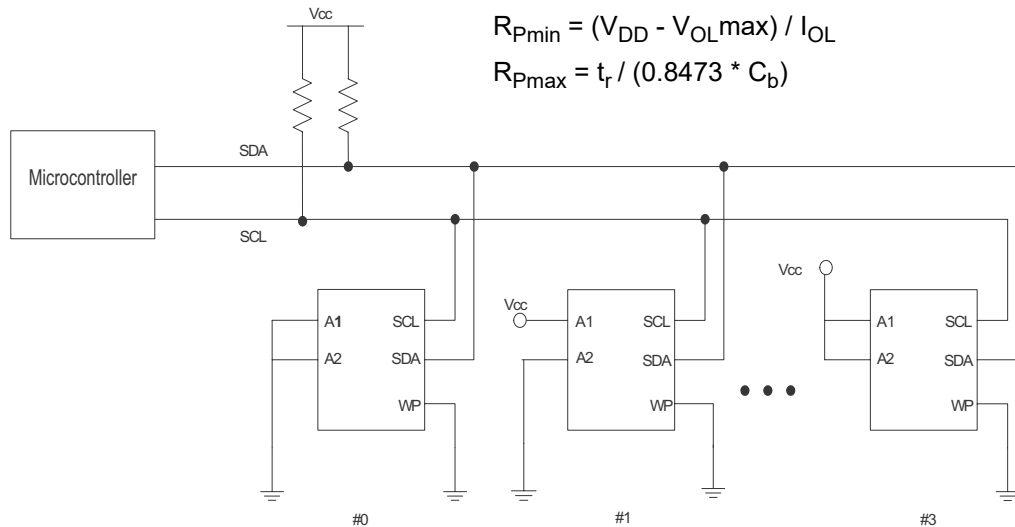 Vcc
R_Pmin = (V_DD - V_OLmax) / I_OL
R_Pmax = t_r / (0.8473 * C_b)
SDA
Microcontroller
SCL
Vcc
Vcc
A1 SCL
A2 SDA
WP
A1 SCL
A2 SDA
WP
A1 SCL
A2 SDA
WP
#0
#1
#3